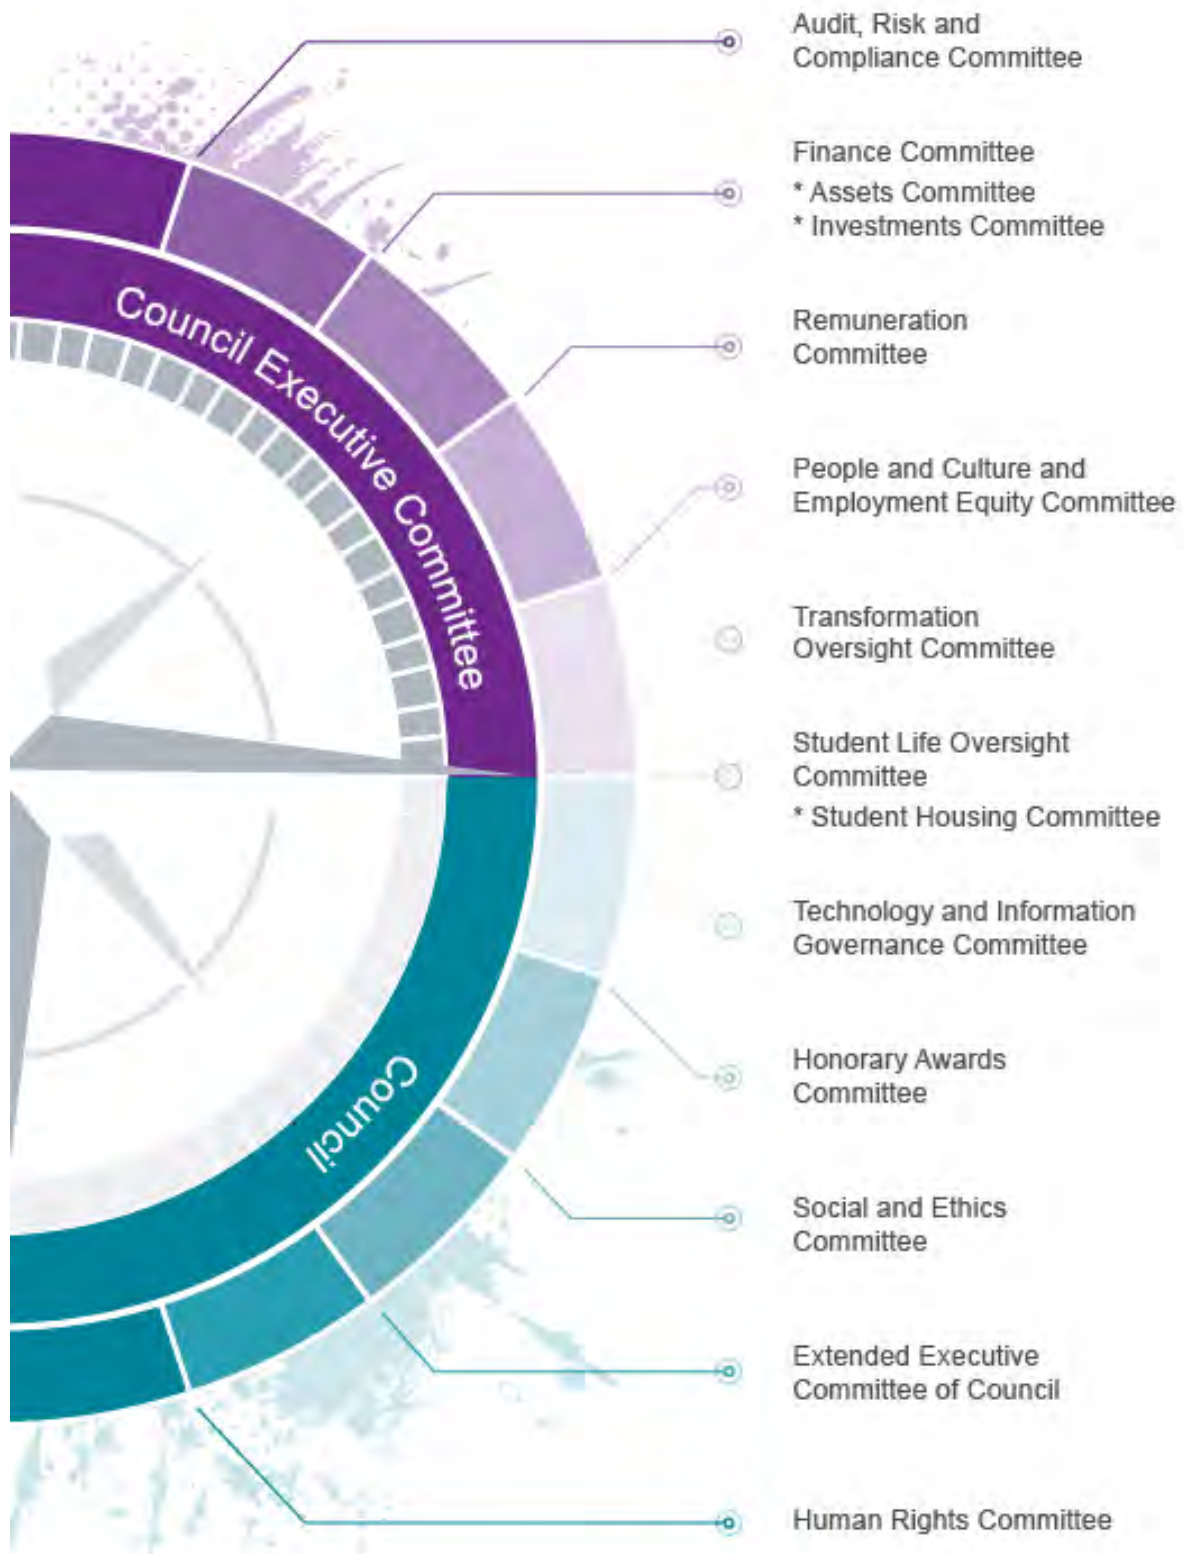 Audit, Risk and
Compliance Committee
Finance Committee
* Assets Committee
* Investments Committee
Remuneration
Committee
People and Culture and
Employment Equity Committee
Transformation
Oversight Committee
Student Life Oversight
Committee
* Student Housing Committee
Technology and Information
Governance Committee
Honorary Awards
Committee
Social and Ethics
Committee
Extended Executive
Committee of Council
Human Rights Committee
Council Executive Committee
Council